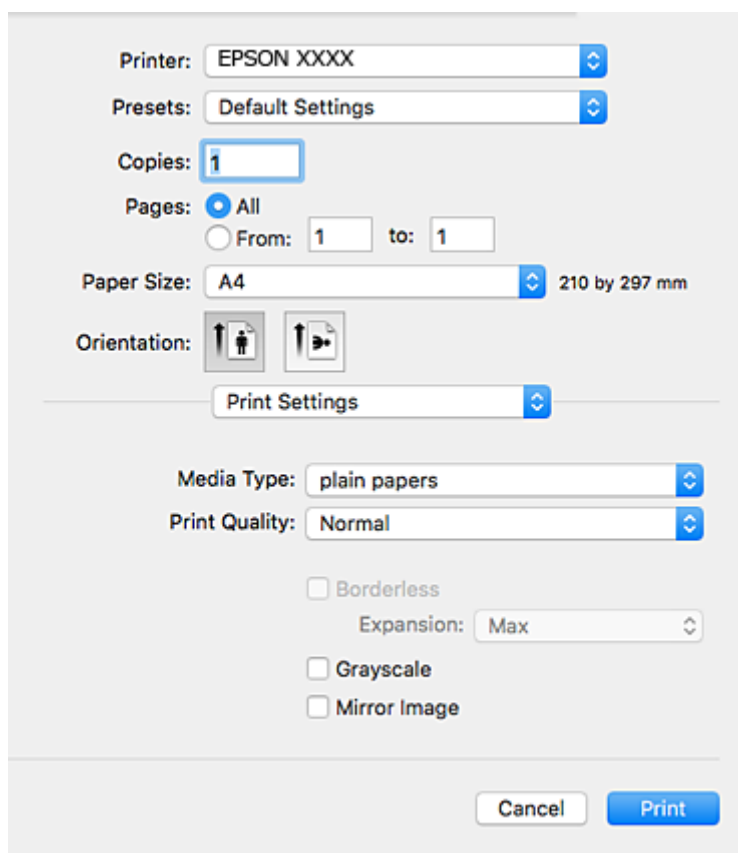 Printer: EPSON XXXX
Presets: Default Settings
Copies: 1
Pages: All
From: 1 to: 1
Paper Size: A4 210 by 297 mm
Orientation:
Print Settings
Media Type: plain papers
Print Quality: Normal
Borderless
Expansion: Max
Grayscale
Mirror Image
Cancel Print